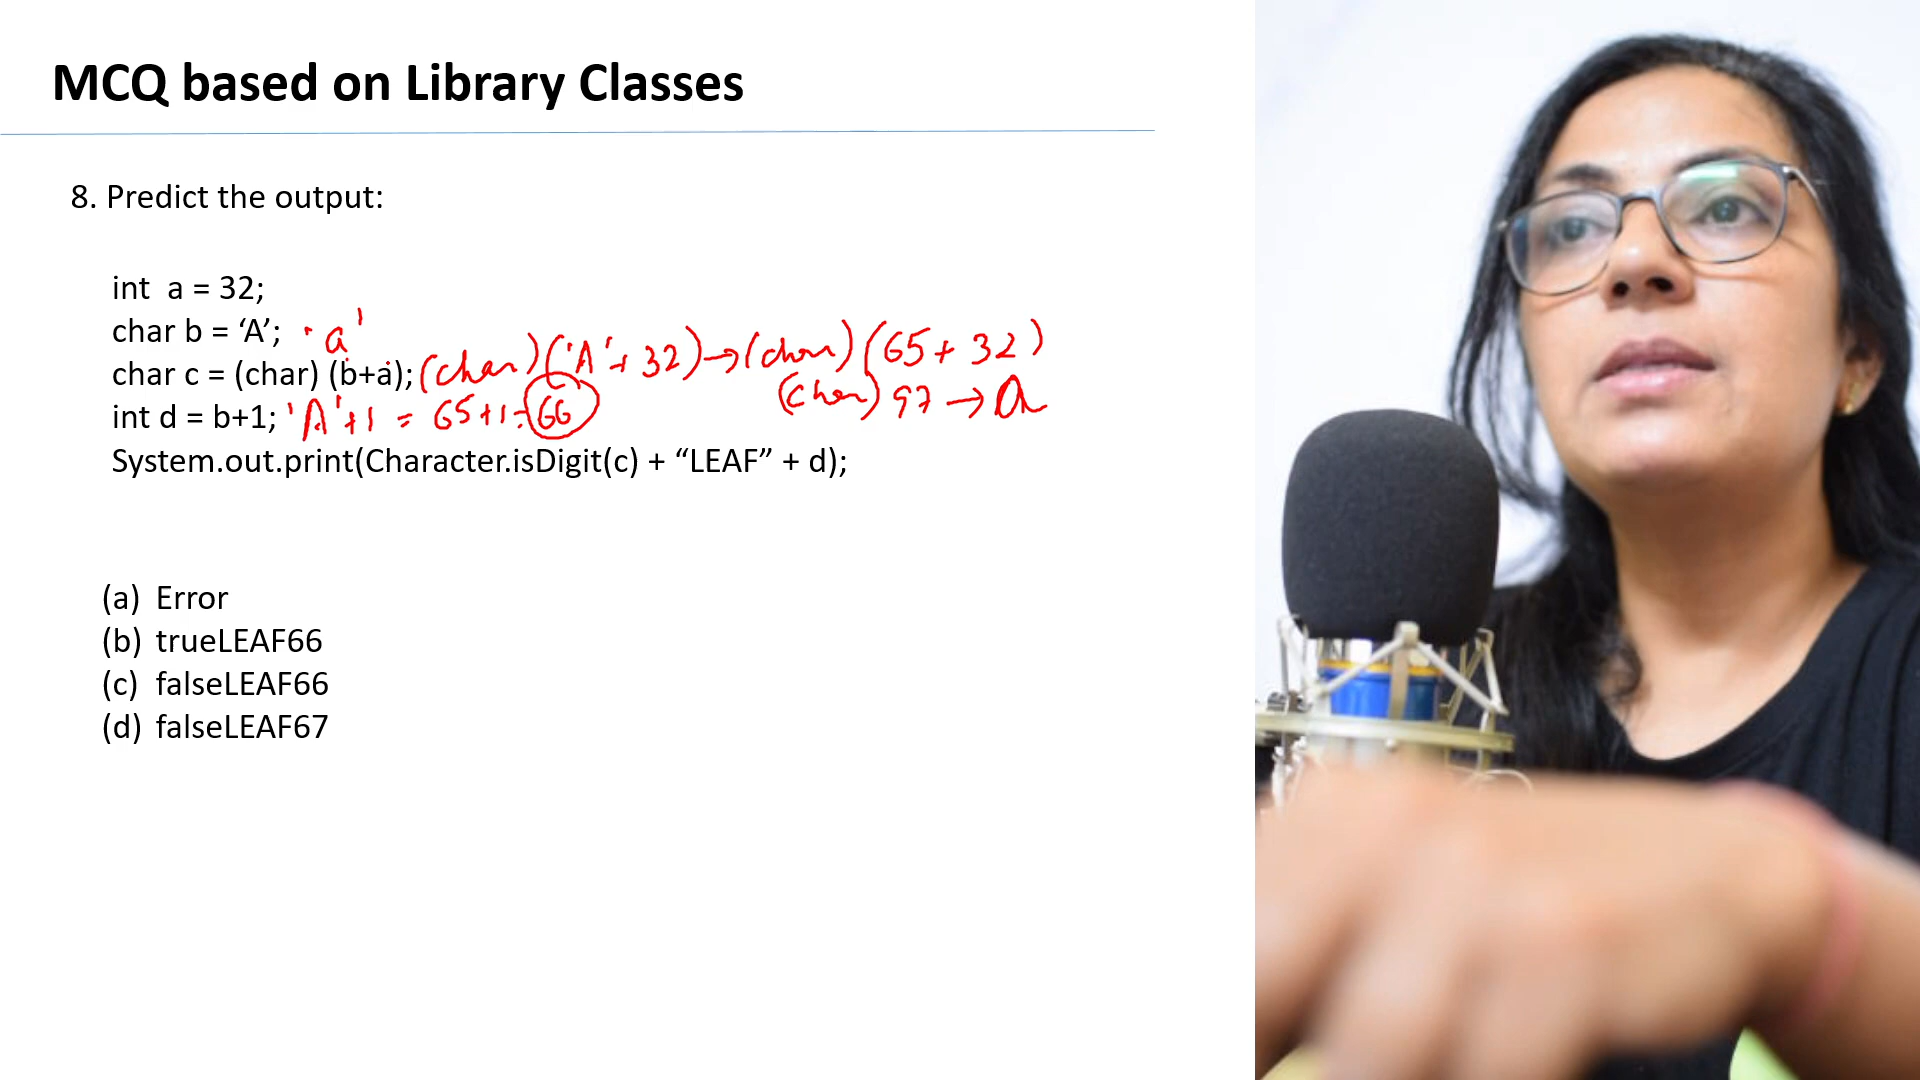 MCQ based on Library Classes
8. Predict the output:
int a = 32;
char b = ‘A’; 'a'
char c = (char) (b+a); (char) ('A'+ 32) → (char) (65 + 32)
(char) 97 → a
int d = b+1; 'A'+1 = 65+1=66
System.out.print(Character.isDigit(c) + “LEAF” + d);
(a) Error
(b) trueLEAF66
(c) falseLEAF66
(d) falseLEAF67